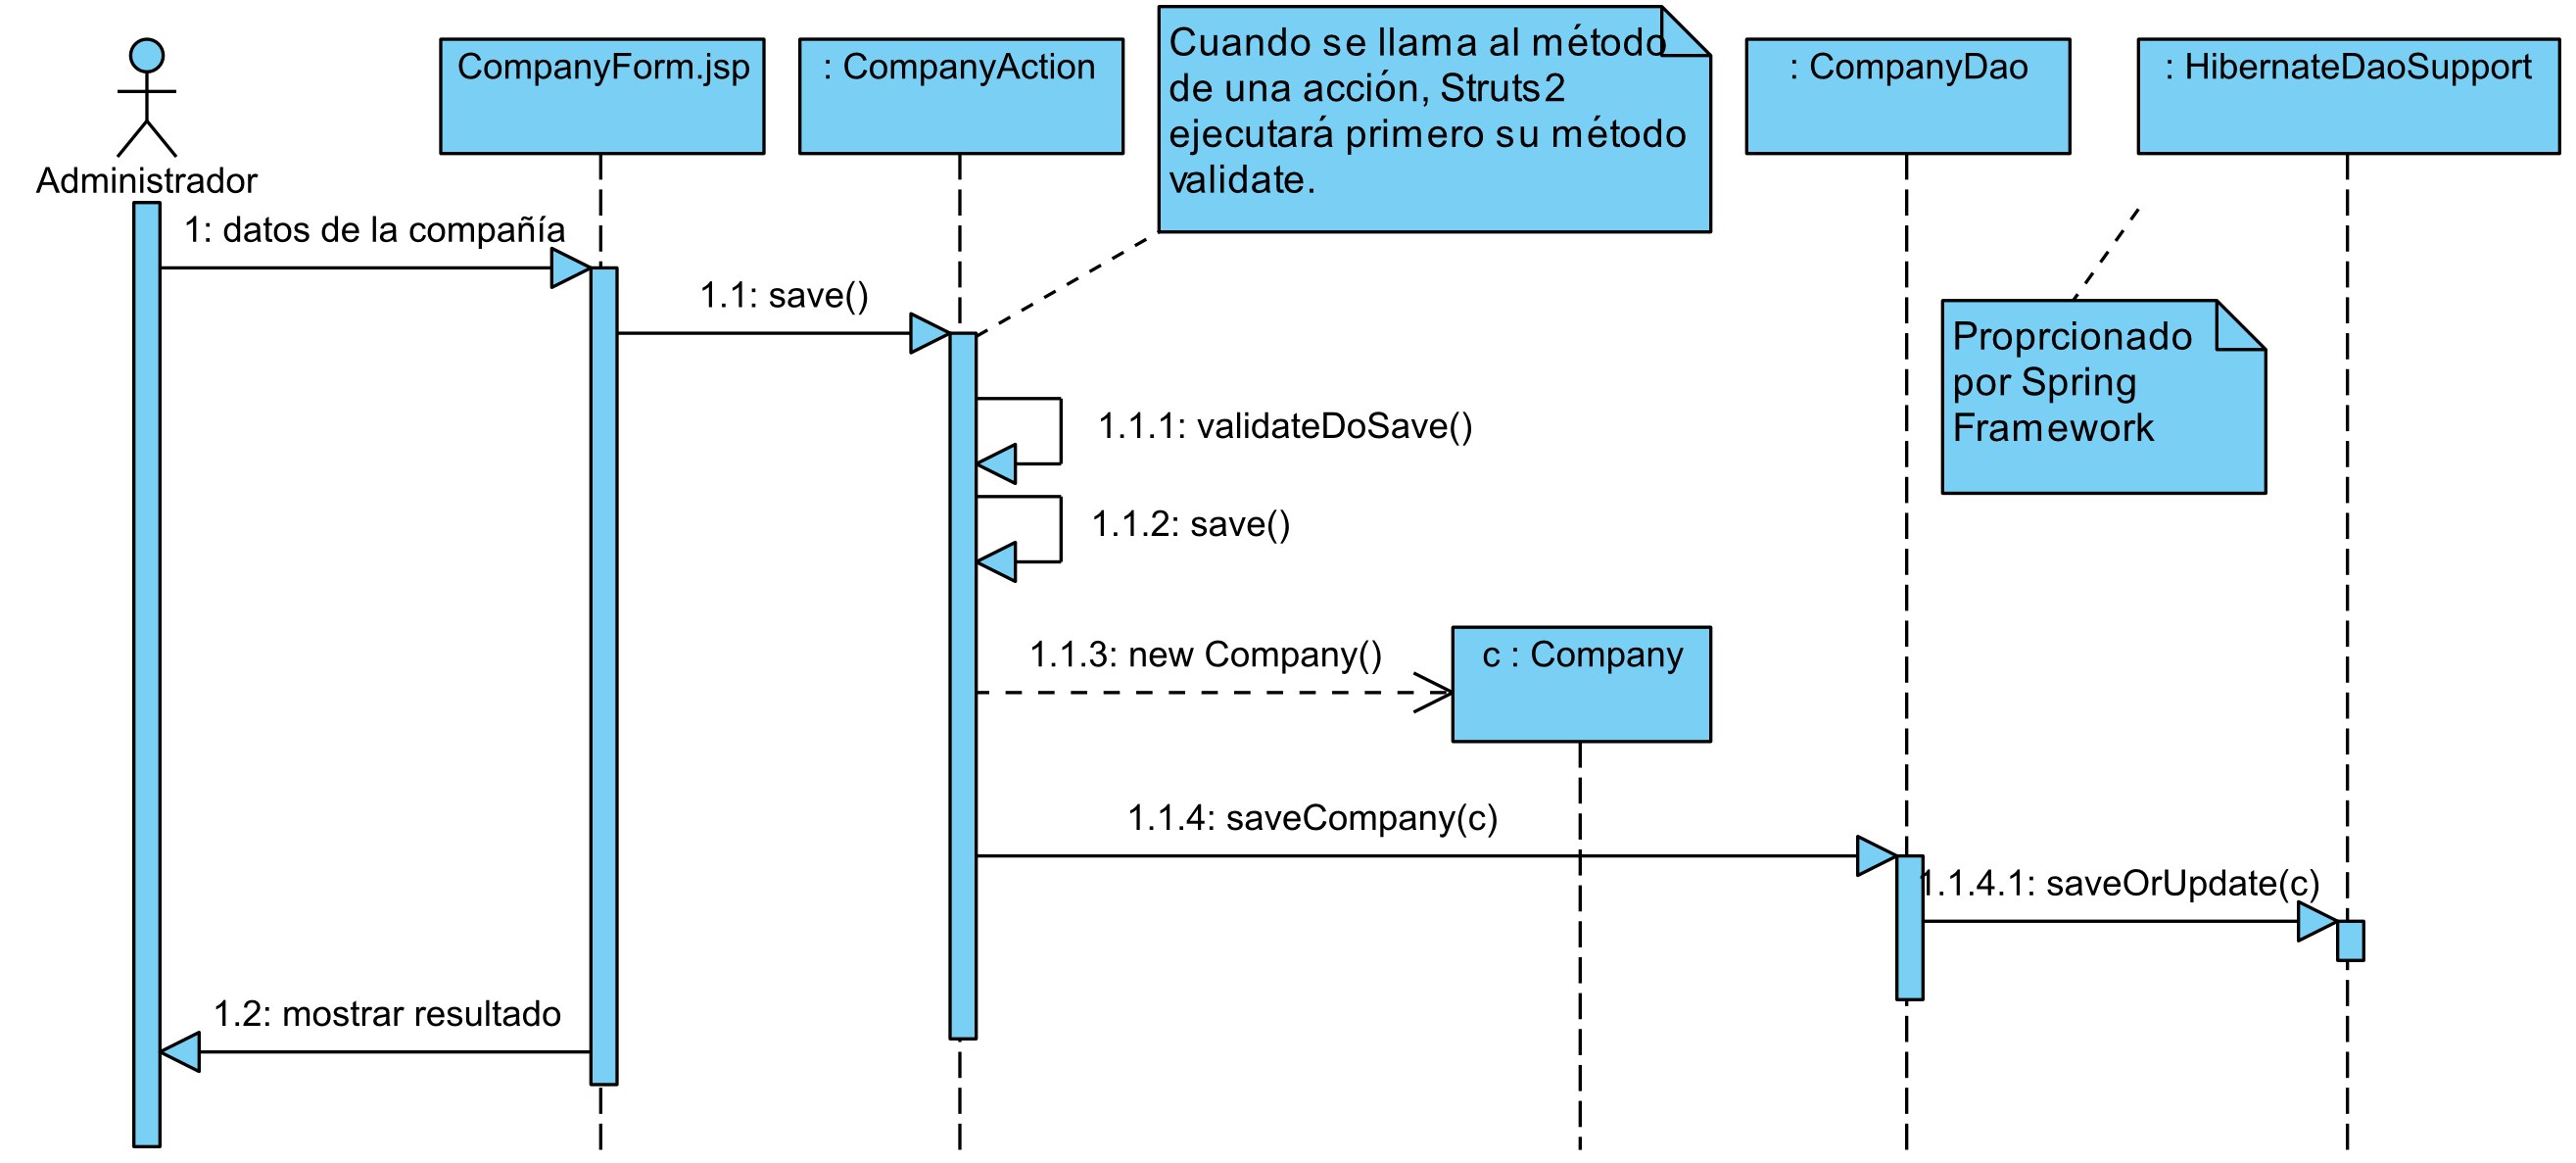 Administrador
CompanyForm.jsp
: CompanyAction
Cuando se llama al método
de una acción, Struts2
ejecutará primero su método
validate.
: CompanyDao
: HibernateDaoSupport
1: datos de la compañía
1.1: save()
Proprcionado
por Spring
Framework
1.1.1: validateDoSave()
1.1.2: save()
1.1.3: new Company()
c : Company
1.1.4: saveCompany(c)
1.1.4.1: saveOrUpdate(c)
1.2: mostrar resultado